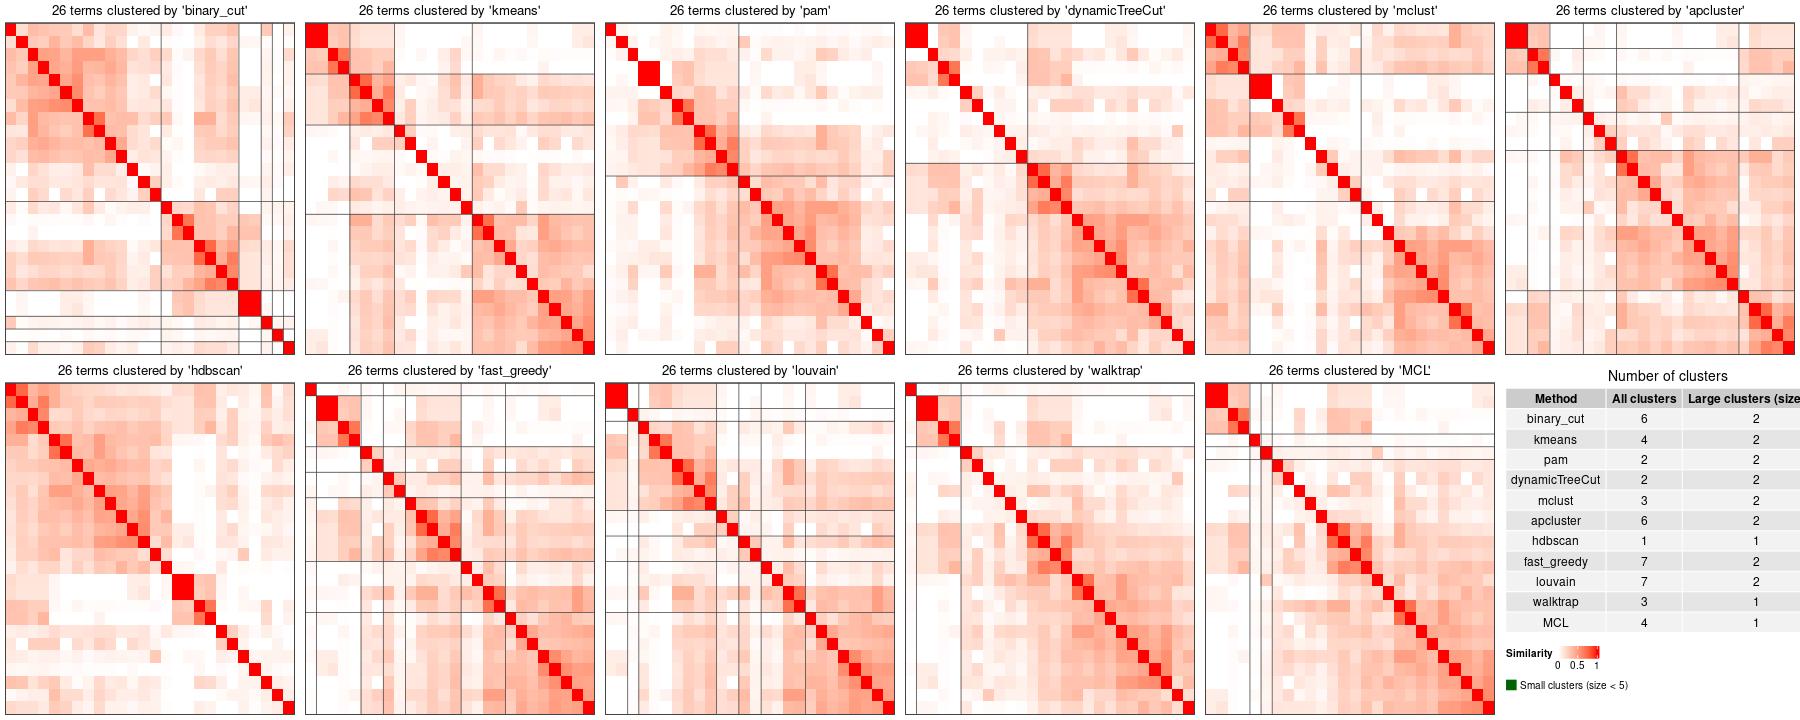 26 terms clustered by 'binary_cut'
26 terms clustered by 'kmeans'
26 terms clustered by 'pam'
26 terms clustered by 'dynamicTreeCut'
26 terms clustered by 'mclust'
26 terms clustered by 'apcluster'
26 terms clustered by 'hdbscan'
26 terms clustered by 'fast_greedy'
26 terms clustered by 'louvain'
26 terms clustered by 'walktrap'
26 terms clustered by 'MCL'
Number of clusters
Method All clusters Large clusters (size
binary_cut 6 2
kmeans 4 2
pam 2 2
dynamicTreeCut 2 2
mclust 3 2
apcluster 6 2
hdbscan 1 1
fast_greedy 7 2
louvain 7 2
walktrap 3 1
MCL 4 1
Similarity
0 0.5 1
Small clusters (size < 5)